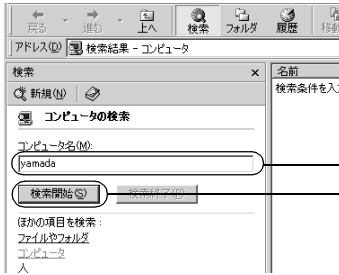 戻る 進む 上へ 検索 フォルダ 履歴 移動
アドレス(D) 検索結果 - コンピュータ
検索
新規(N)
コンピュータの検索
コンピュータ名(M):
yamada
検索開始(S) 検索終了(P)
ほかの項目を検索:
ファイルやフォルダ
コンピュータ
人
名前
検索条件を入